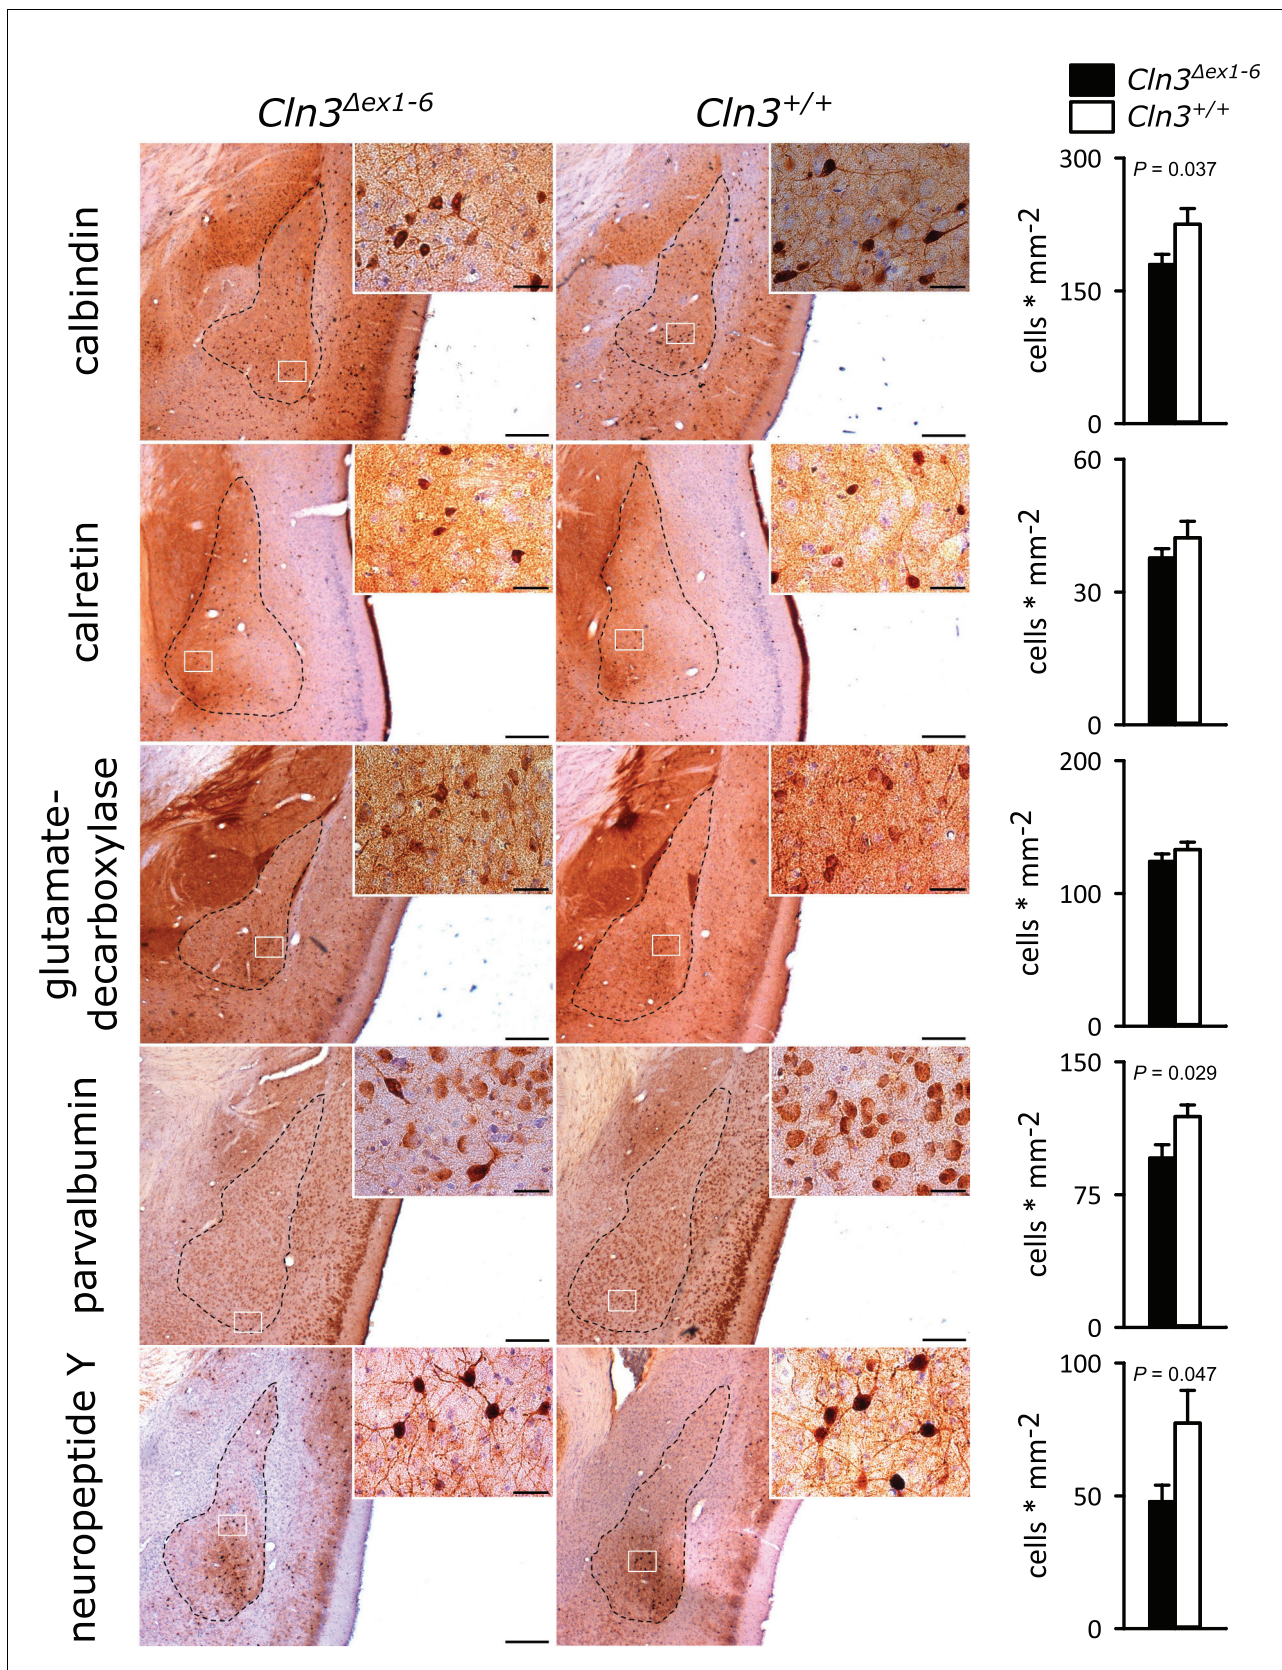 Cln3Δex1-6
Cln3+/+
Cln3Δex1-6
Cln3+/+
calbindin
300
150
0
cells * mm-2
P = 0.037
calretin
60
30
0
cells * mm-2
glutamate-
decarboxylase
200
100
0
cells * mm-2
parvalbumin
150
75
0
cells * mm-2
P = 0.029
neuropeptide Y
100
50
0
cells * mm-2
P = 0.047